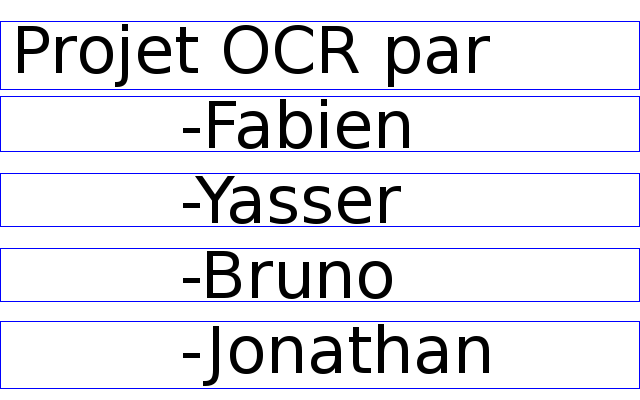 Projet OCR par
-Fabien
-Yasser
-Bruno
-Jonathan